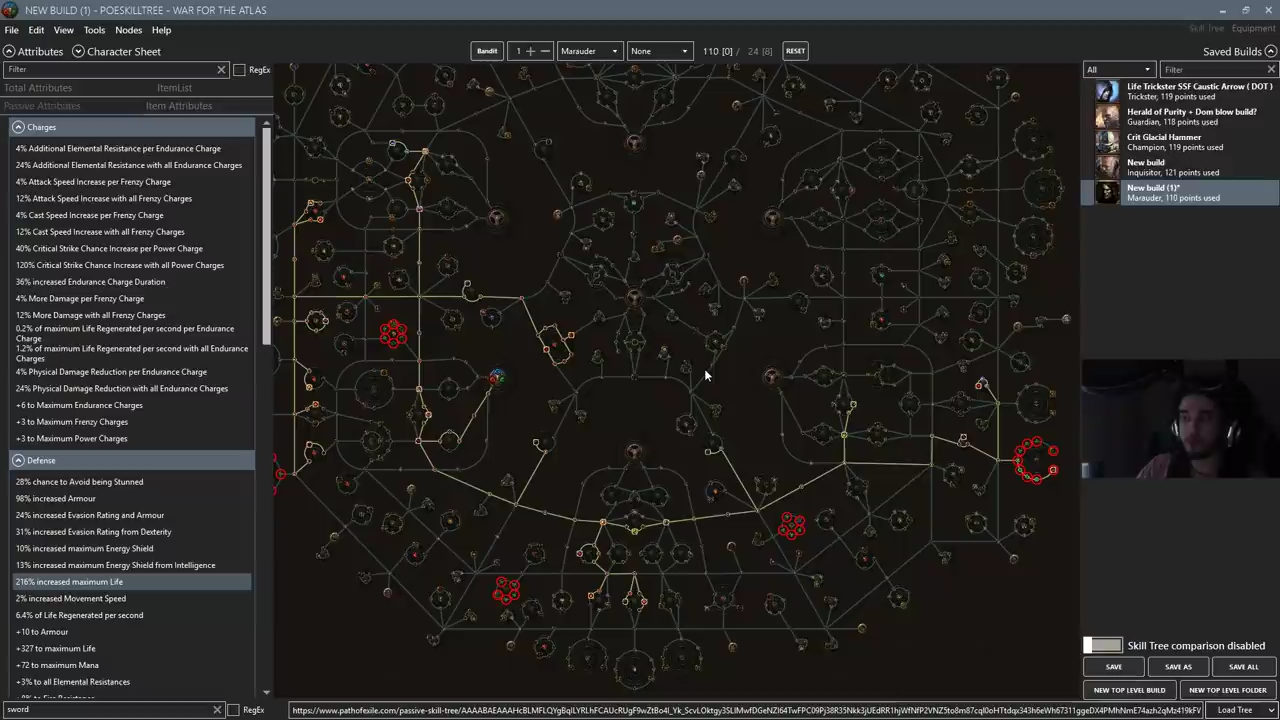 NEW BUILD (1) - POESKILLTREE - WAR FOR THE ATLAS
File Edit View Tools Nodes Help
Skill Tree Equipment
Attributes Character Sheet
Bandit 1 Marauder None 110 [0] / 24 [8] RESET
Saved Builds
Filter RegEx
All Filter
Total Attributes ItemList
Passive Attributes Item Attributes
Charges
4% Additional Elemental Resistance per Endurance Charge
24% Additional Elemental Resistance with all Endurance Charges
4% Attack Speed Increase per Frenzy Charge
12% Attack Speed Increase with all Frenzy Charges
4% Cast Speed Increase per Frenzy Charge
12% Cast Speed Increase with all Frenzy Charges
40% Critical Strike Chance Increase per Power Charge
120% Critical Strike Chance Increase with all Power Charges
36% increased Endurance Charge Duration
4% More Damage per Frenzy Charge
12% More Damage with all Frenzy Charges
0.2% of maximum Life Regenerated per second per Endurance
Charge
1.2% of maximum Life Regenerated per second with all Endurance
Charges
4% Physical Damage Reduction per Endurance Charge
24% Physical Damage Reduction with all Endurance Charges
+6 to Maximum Endurance Charges
+3 to Maximum Frenzy Charges
+3 to Maximum Power Charges
Defense
28% chance to Avoid being Stunned
98% increased Armour
24% increased Evasion Rating and Armour
31% increased Evasion Rating from Dexterity
10% increased maximum Energy Shield
13% increased maximum Energy Shield from Intelligence
216% increased maximum Life
2% increased Movement Speed
6.4% of Life Regenerated per second
+10 to Armour
+327 to maximum Life
+72 to maximum Mana
+3% to all Elemental Resistances
Life Trickster SSF Caustic Arrow ( DOT )
Trickster, 119 points used
Herald of Purity + Dom blow build?
Guardian, 118 points used
Crit Glacial Hammer
Champion, 119 points used
New build
Inquisitor, 121 points used
New build (1)*
Marauder, 110 points used
Skill Tree comparison disabled
SAVE SAVE AS SAVE ALL
NEW TOP LEVEL BUILD NEW TOP LEVEL FOLDER
sword RegEx
Load Tree